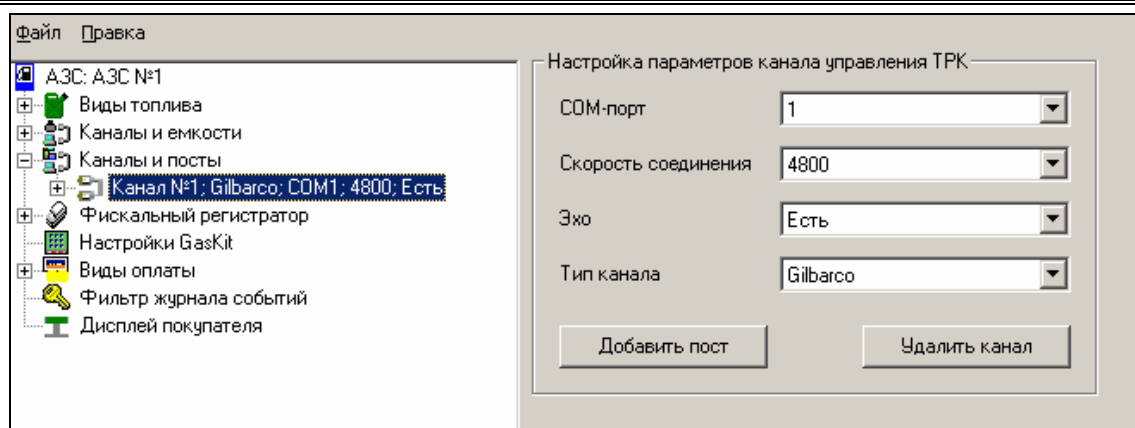 Файл Правка
АЗС: АЗС №1
Виды топлива
Каналы и емкости
Каналы и посты
Канал №1; Gilbarco; COM1; 4800; Есть
Фискальный регистратор
Настройки GasKit
Виды оплаты
Фильтр журнала событий
Дисплей покупателя
Настройка параметров канала управления ТРК
COM-порт 1
Скорость соединения 4800
Эхо Есть
Тип канала Gilbarco
Добавить пост Удалить канал